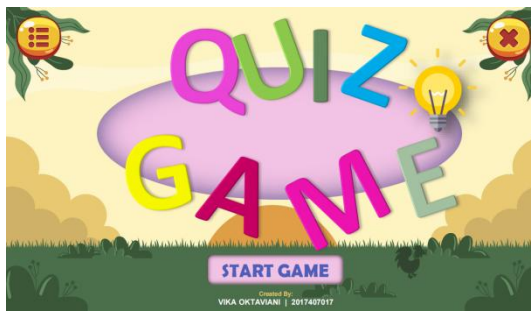 QUIZ
GAME
START GAME
Created By:
VIKA OKTAVIANI | 2017407017